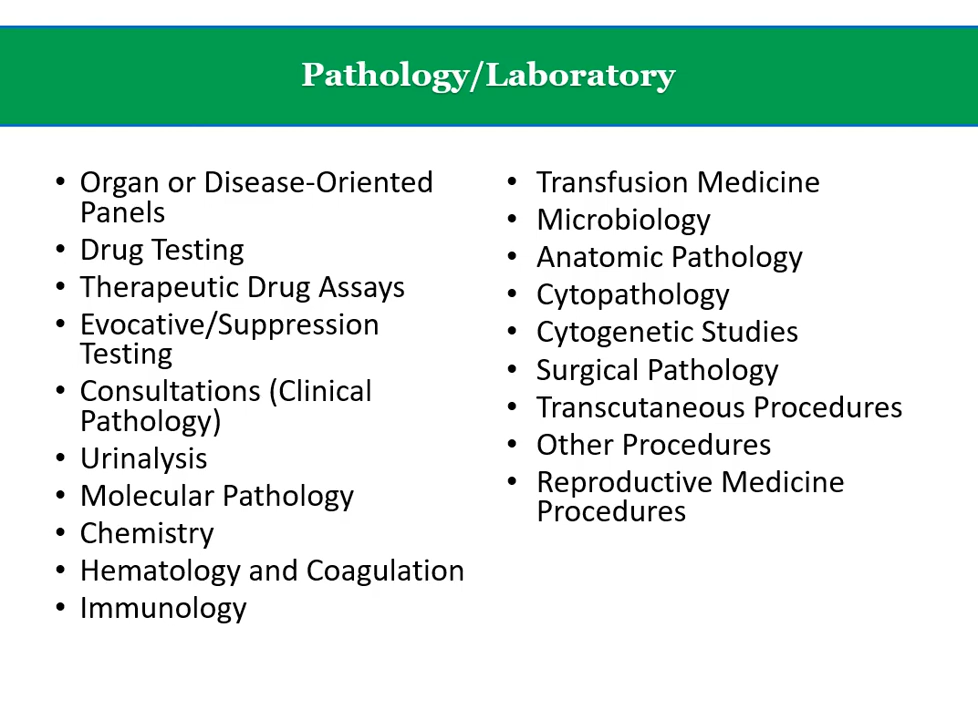 Pathology/Laboratory
• Organ or Disease-Oriented
Panels
• Drug Testing
• Therapeutic Drug Assays
• Evocative/Suppression
Testing
• Consultations (Clinical
Pathology)
• Urinalysis
• Molecular Pathology
• Chemistry
• Hematology and Coagulation
• Immunology
• Transfusion Medicine
• Microbiology
• Anatomic Pathology
• Cytopathology
• Cytogenetic Studies
• Surgical Pathology
• Transcutaneous Procedures
• Other Procedures
• Reproductive Medicine
Procedures